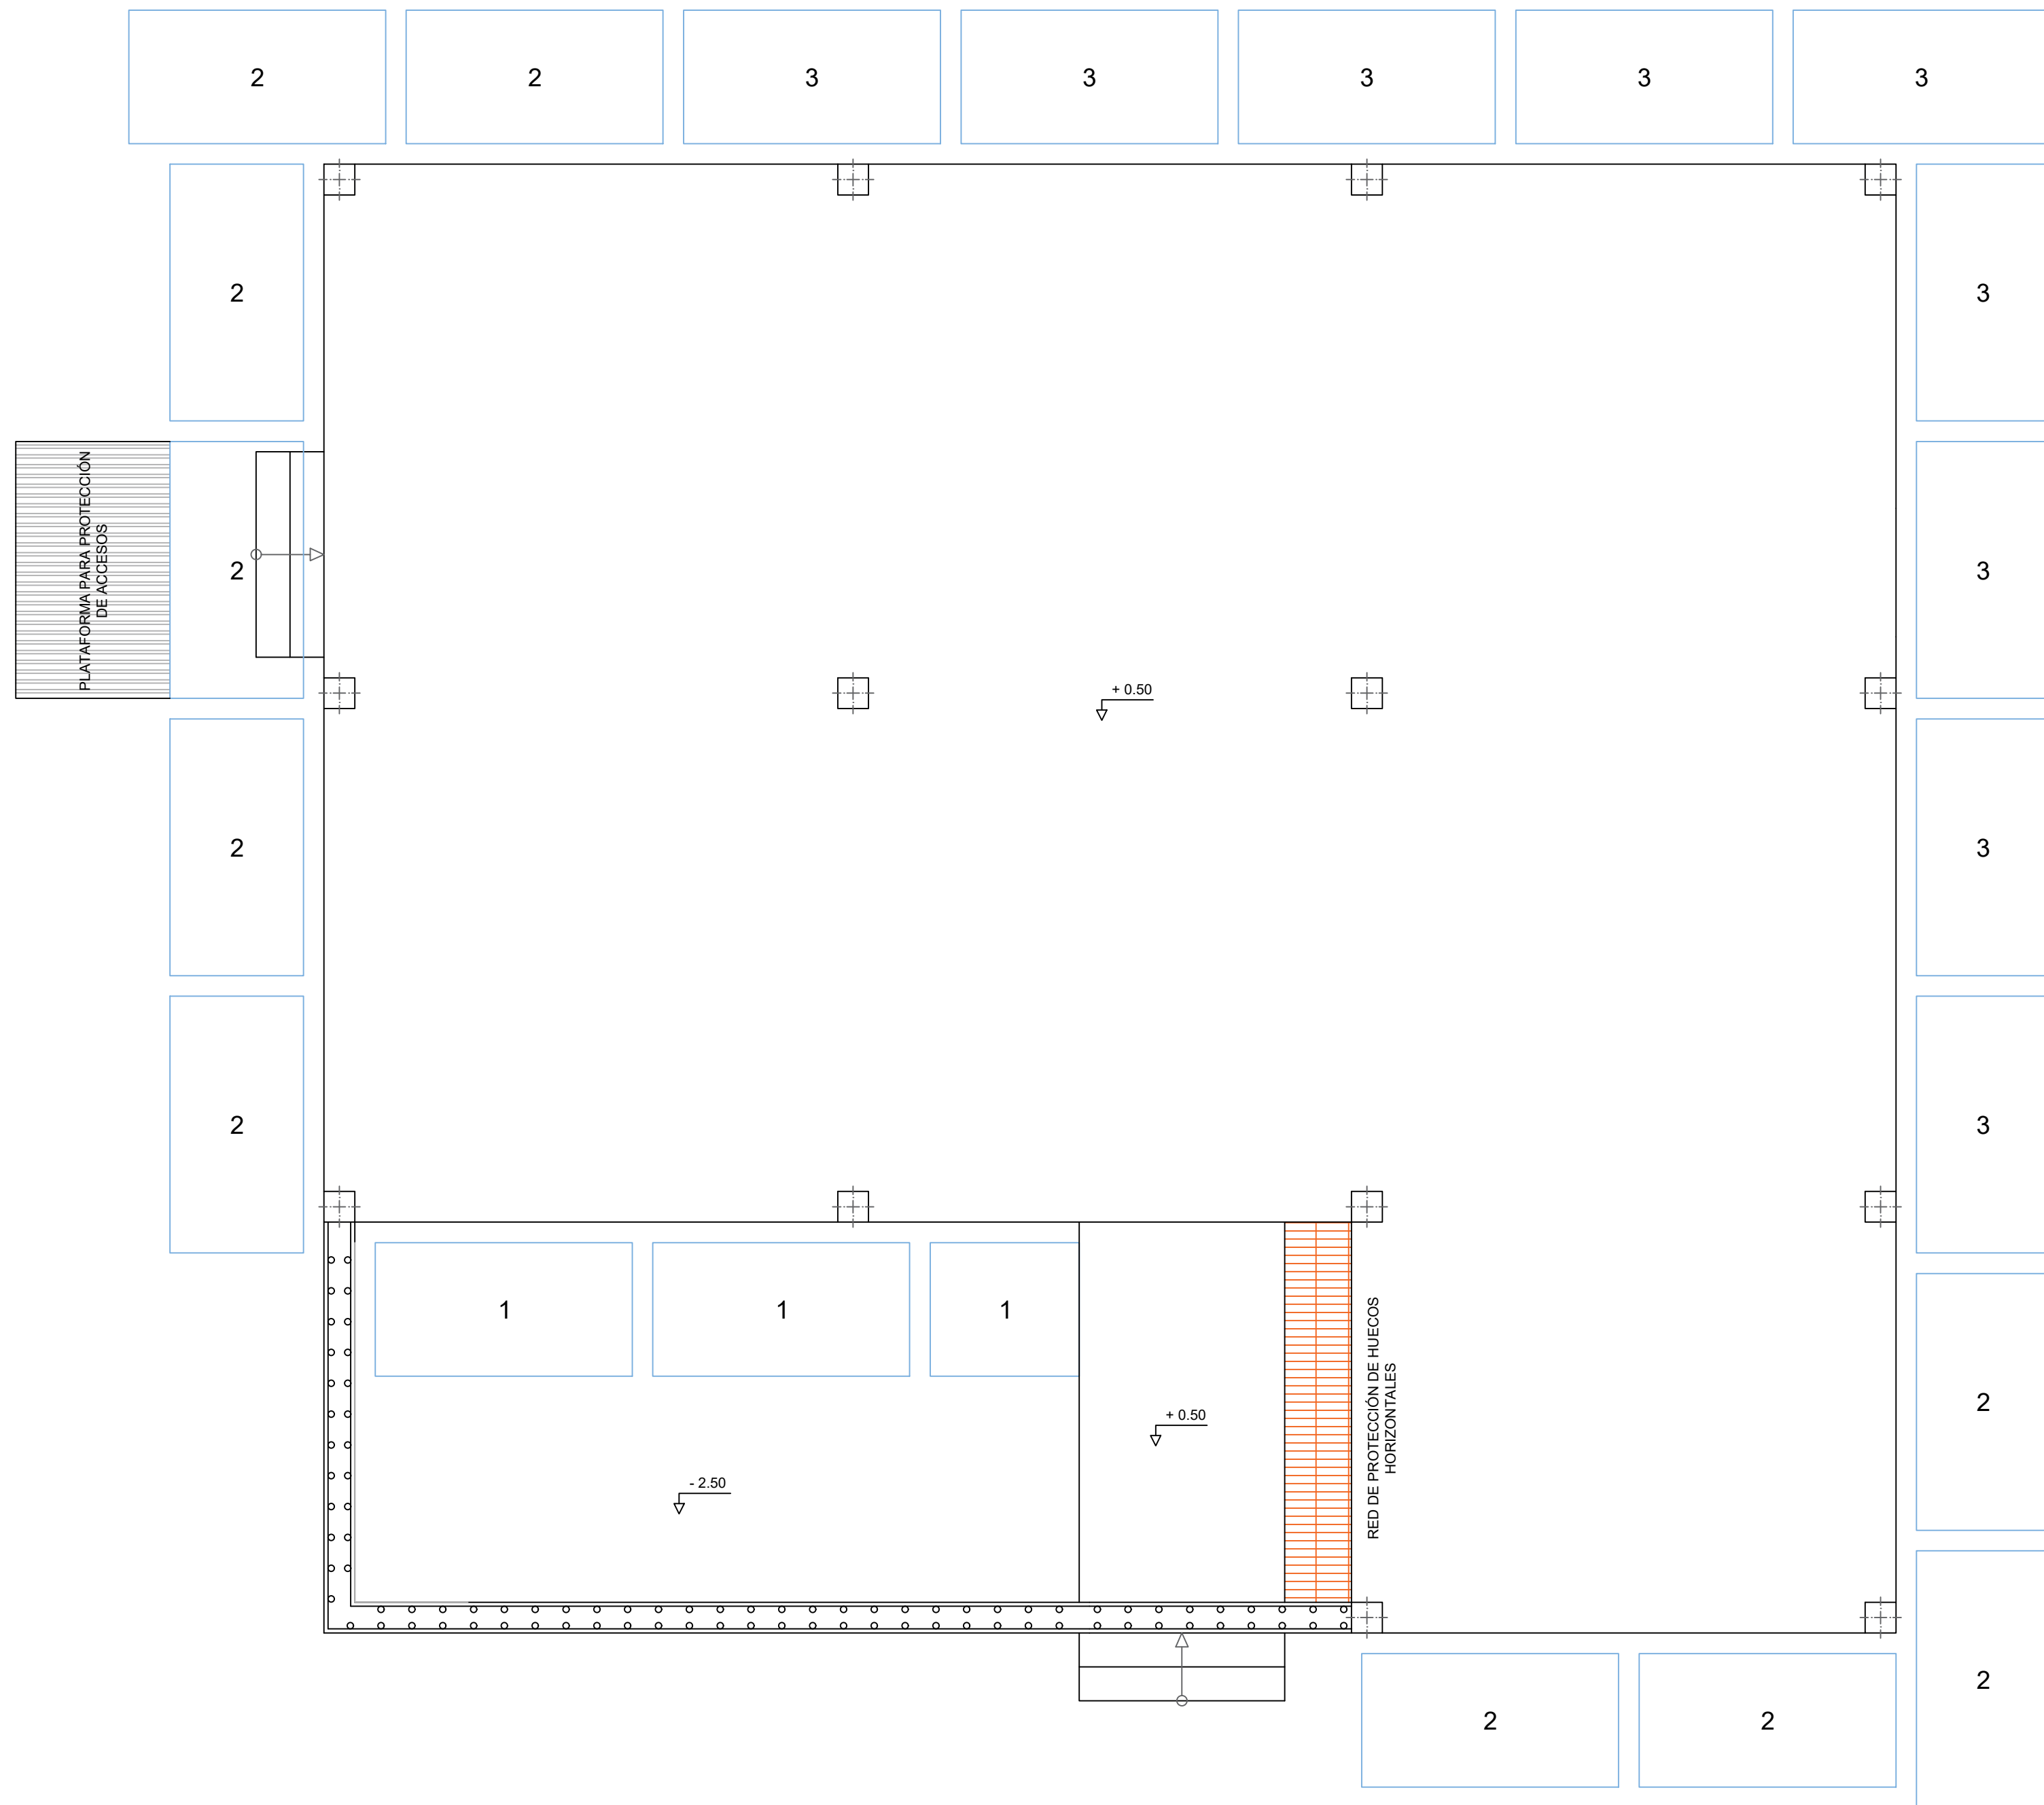 2 2 3 3 3 3 3
2 3
PLATAFORMA PARA PROTECCIÓN
DE ACCESOS
2 3
+ 0.50
2 3
2 3
1 1 1
RED DE PROTECCIÓN DE HUECOS
HORIZONTALES
2
+ 0.50
- 2.50
2
2 2